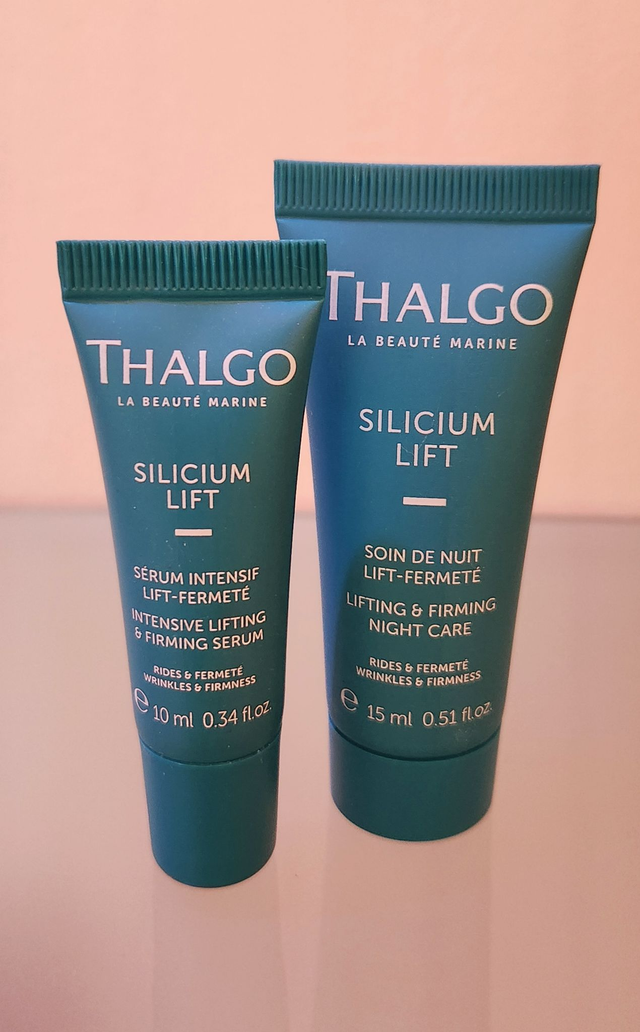 THALGO
LA BEAUTÉ MARINE
SILICIUM
LIFT
SÉRUM INTENSIF
LIFT-FERMETÉ
INTENSIVE LIFTING
& FIRMING SERUM
RIDES & FERMETÉ
WRINKLES & FIRMNESS
℮ 10 ml 0.34 fl.oz.
THALGO
LA BEAUTÉ MARINE
SILICIUM
LIFT
SOIN DE NUIT
LIFT-FERMETÉ
LIFTING & FIRMING
NIGHT CARE
RIDES & FERMETÉ
WRINKLES & FIRMNESS
℮ 15 ml 0.51 fl.oz.